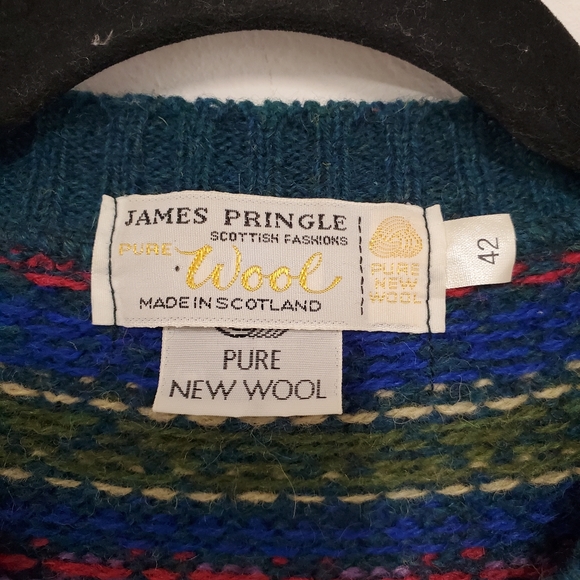 JAMES PRINGLE
SCOTTISH FASHIONS
PURE Wool
MADE IN SCOTLAND
PURE
NEW
WOOL
42
PURE
NEW WOOL